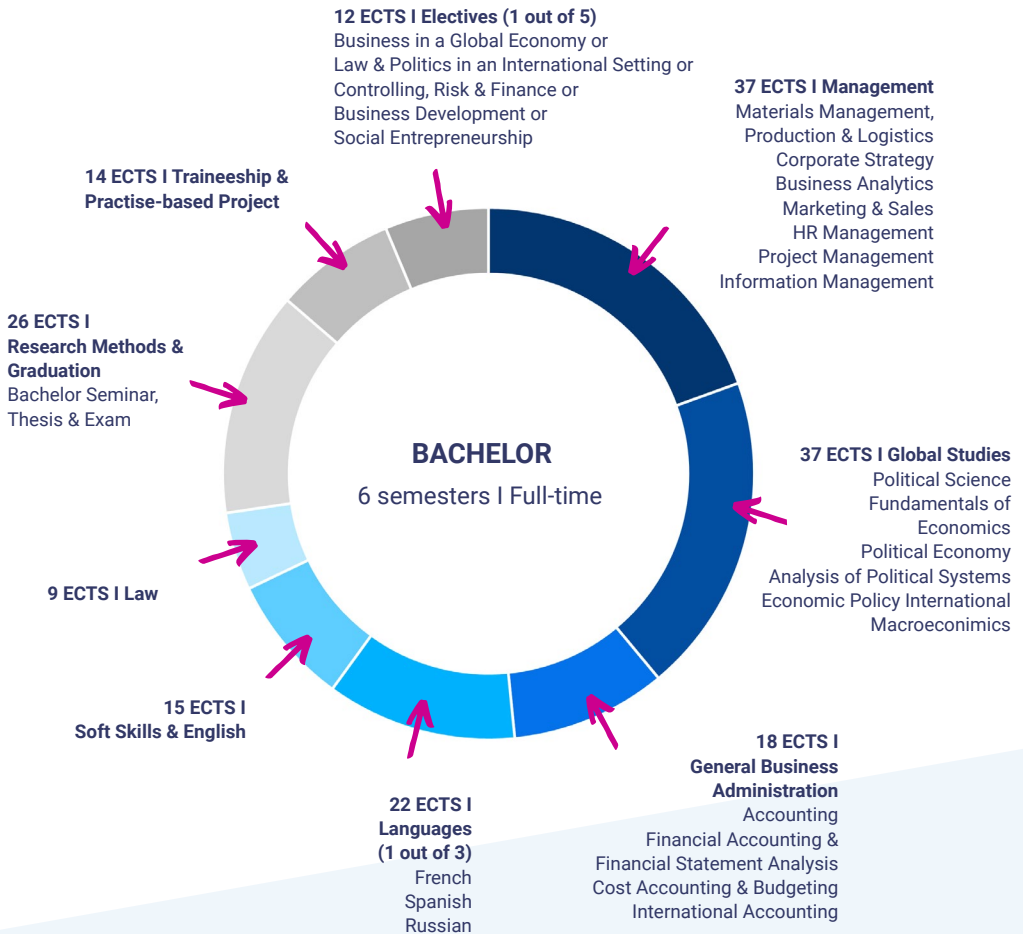 12 ECTS I Electives (1 out of 5)
Business in a Global Economy or
Law & Politics in an International Setting or
Controlling, Risk & Finance or
Business Development or
Social Entrepreneurship
37 ECTS I Management
Materials Management,
Production & Logistics
Corporate Strategy
Business Analytics
Marketing & Sales
HR Management
Project Management
Information Management
14 ECTS I Traineeship &
Practise-based Project
26 ECTS I
Research Methods &
Graduation
Bachelor Seminar,
Thesis & Exam
BACHELOR
6 semesters I Full-time
37 ECTS I Global Studies
Political Science
Fundamentals of
Economics
Political Economy
Analysis of Political Systems
Economic Policy International
Macroeconimics
9 ECTS I Law
15 ECTS I
Soft Skills & English
22 ECTS I
Languages
(1 out of 3)
French
Spanish
Russian
18 ECTS I
General Business
Administration
Accounting
Financial Accounting &
Financial Statement Analysis
Cost Accounting & Budgeting
International Accounting